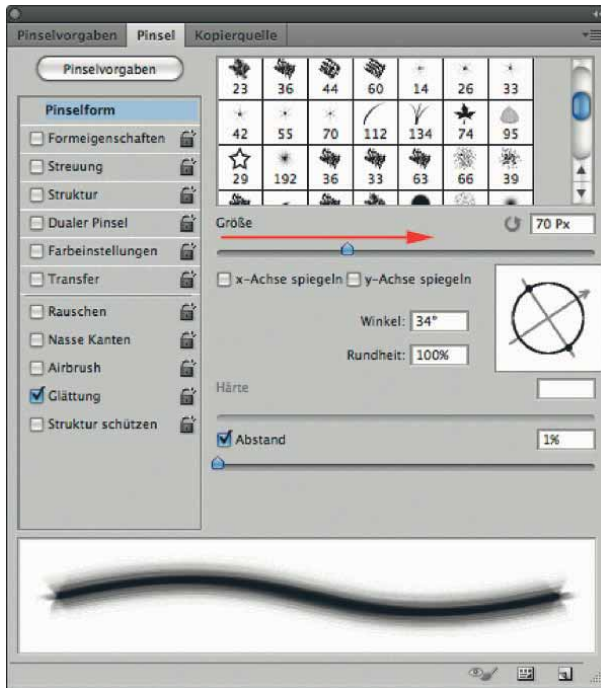 Pinselvorgaben Pinsel Kopierquelle
Pinselvorgaben
Pinselform
Formeigenschaften
Streuung
Struktur
Dualer Pinsel
Farbeinstellungen
Transfer
Rauschen
Nasse Kanten
Airbrush
Glättung
Struktur schützen
23 36 44 60 14 26 33
42 55 70 112 134 74 95
29 192 36 33 63 66 39
Größe 70 Px
x-Achse spiegeln y-Achse spiegeln
Winkel: 34°
Rundheit: 100%
Härte
Abstand 1%